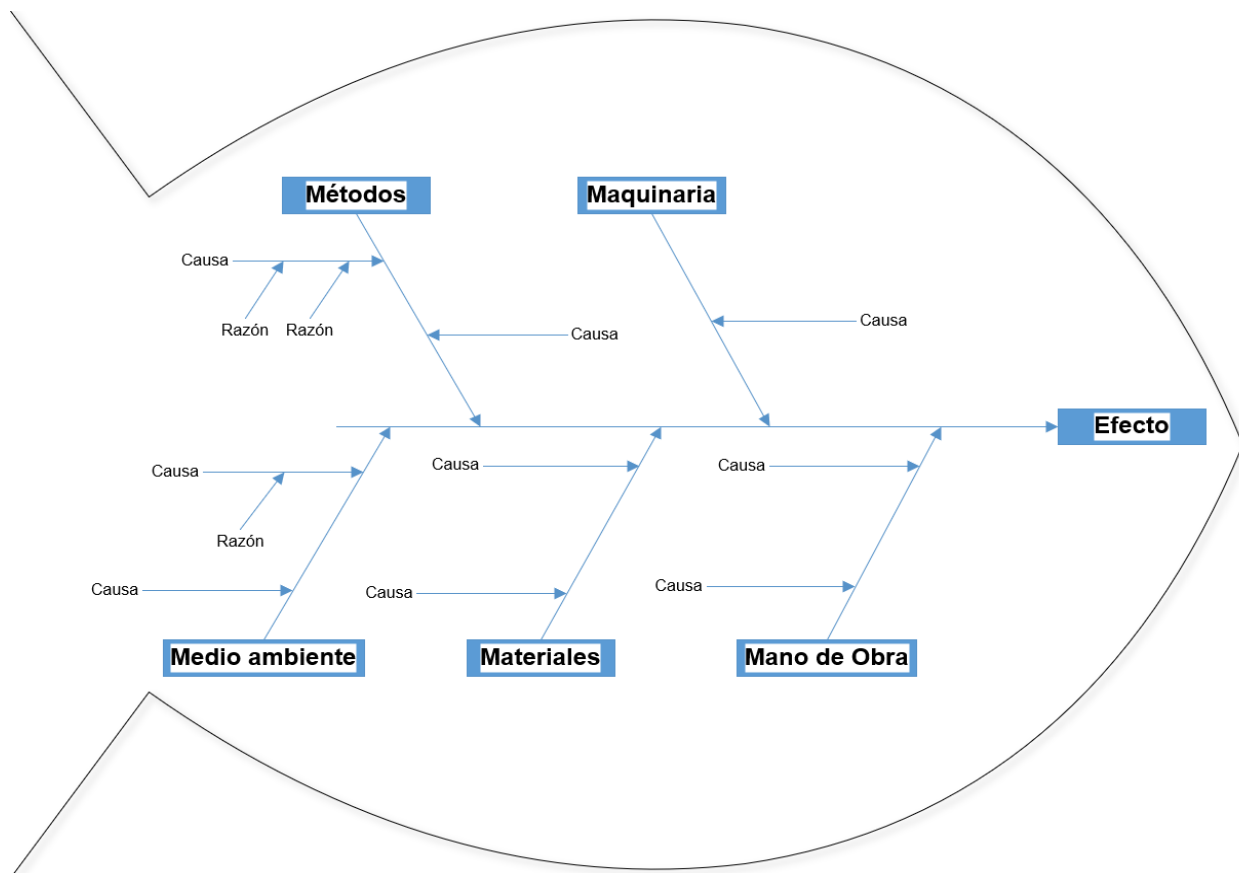 Métodos
Maquinaria
Causa
Razón
Razón
Causa
Causa
Efecto
Causa
Causa
Causa
Razón
Causa
Causa
Causa
Medio ambiente
Materiales
Mano de Obra